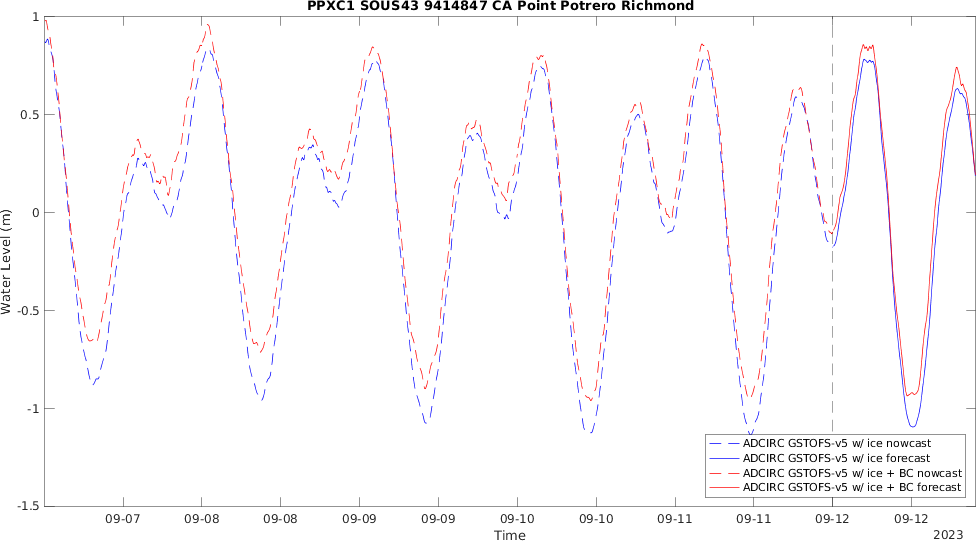 PPXC1 SOUS43 9414847 CA Point Potrero Richmond
1
0.5
0
-0.5
-1
-1.5
Water Level (m)
ADCIRC GSTOFS-v5 w/ ice nowcast
ADCIRC GSTOFS-v5 w/ ice forecast
ADCIRC GSTOFS-v5 w/ ice + BC nowcast
ADCIRC GSTOFS-v5 w/ ice + BC forecast
09-07 09-08 09-08 09-09 09-09 09-10 09-10 09-11 09-11 09-12 09-12
Time
2023